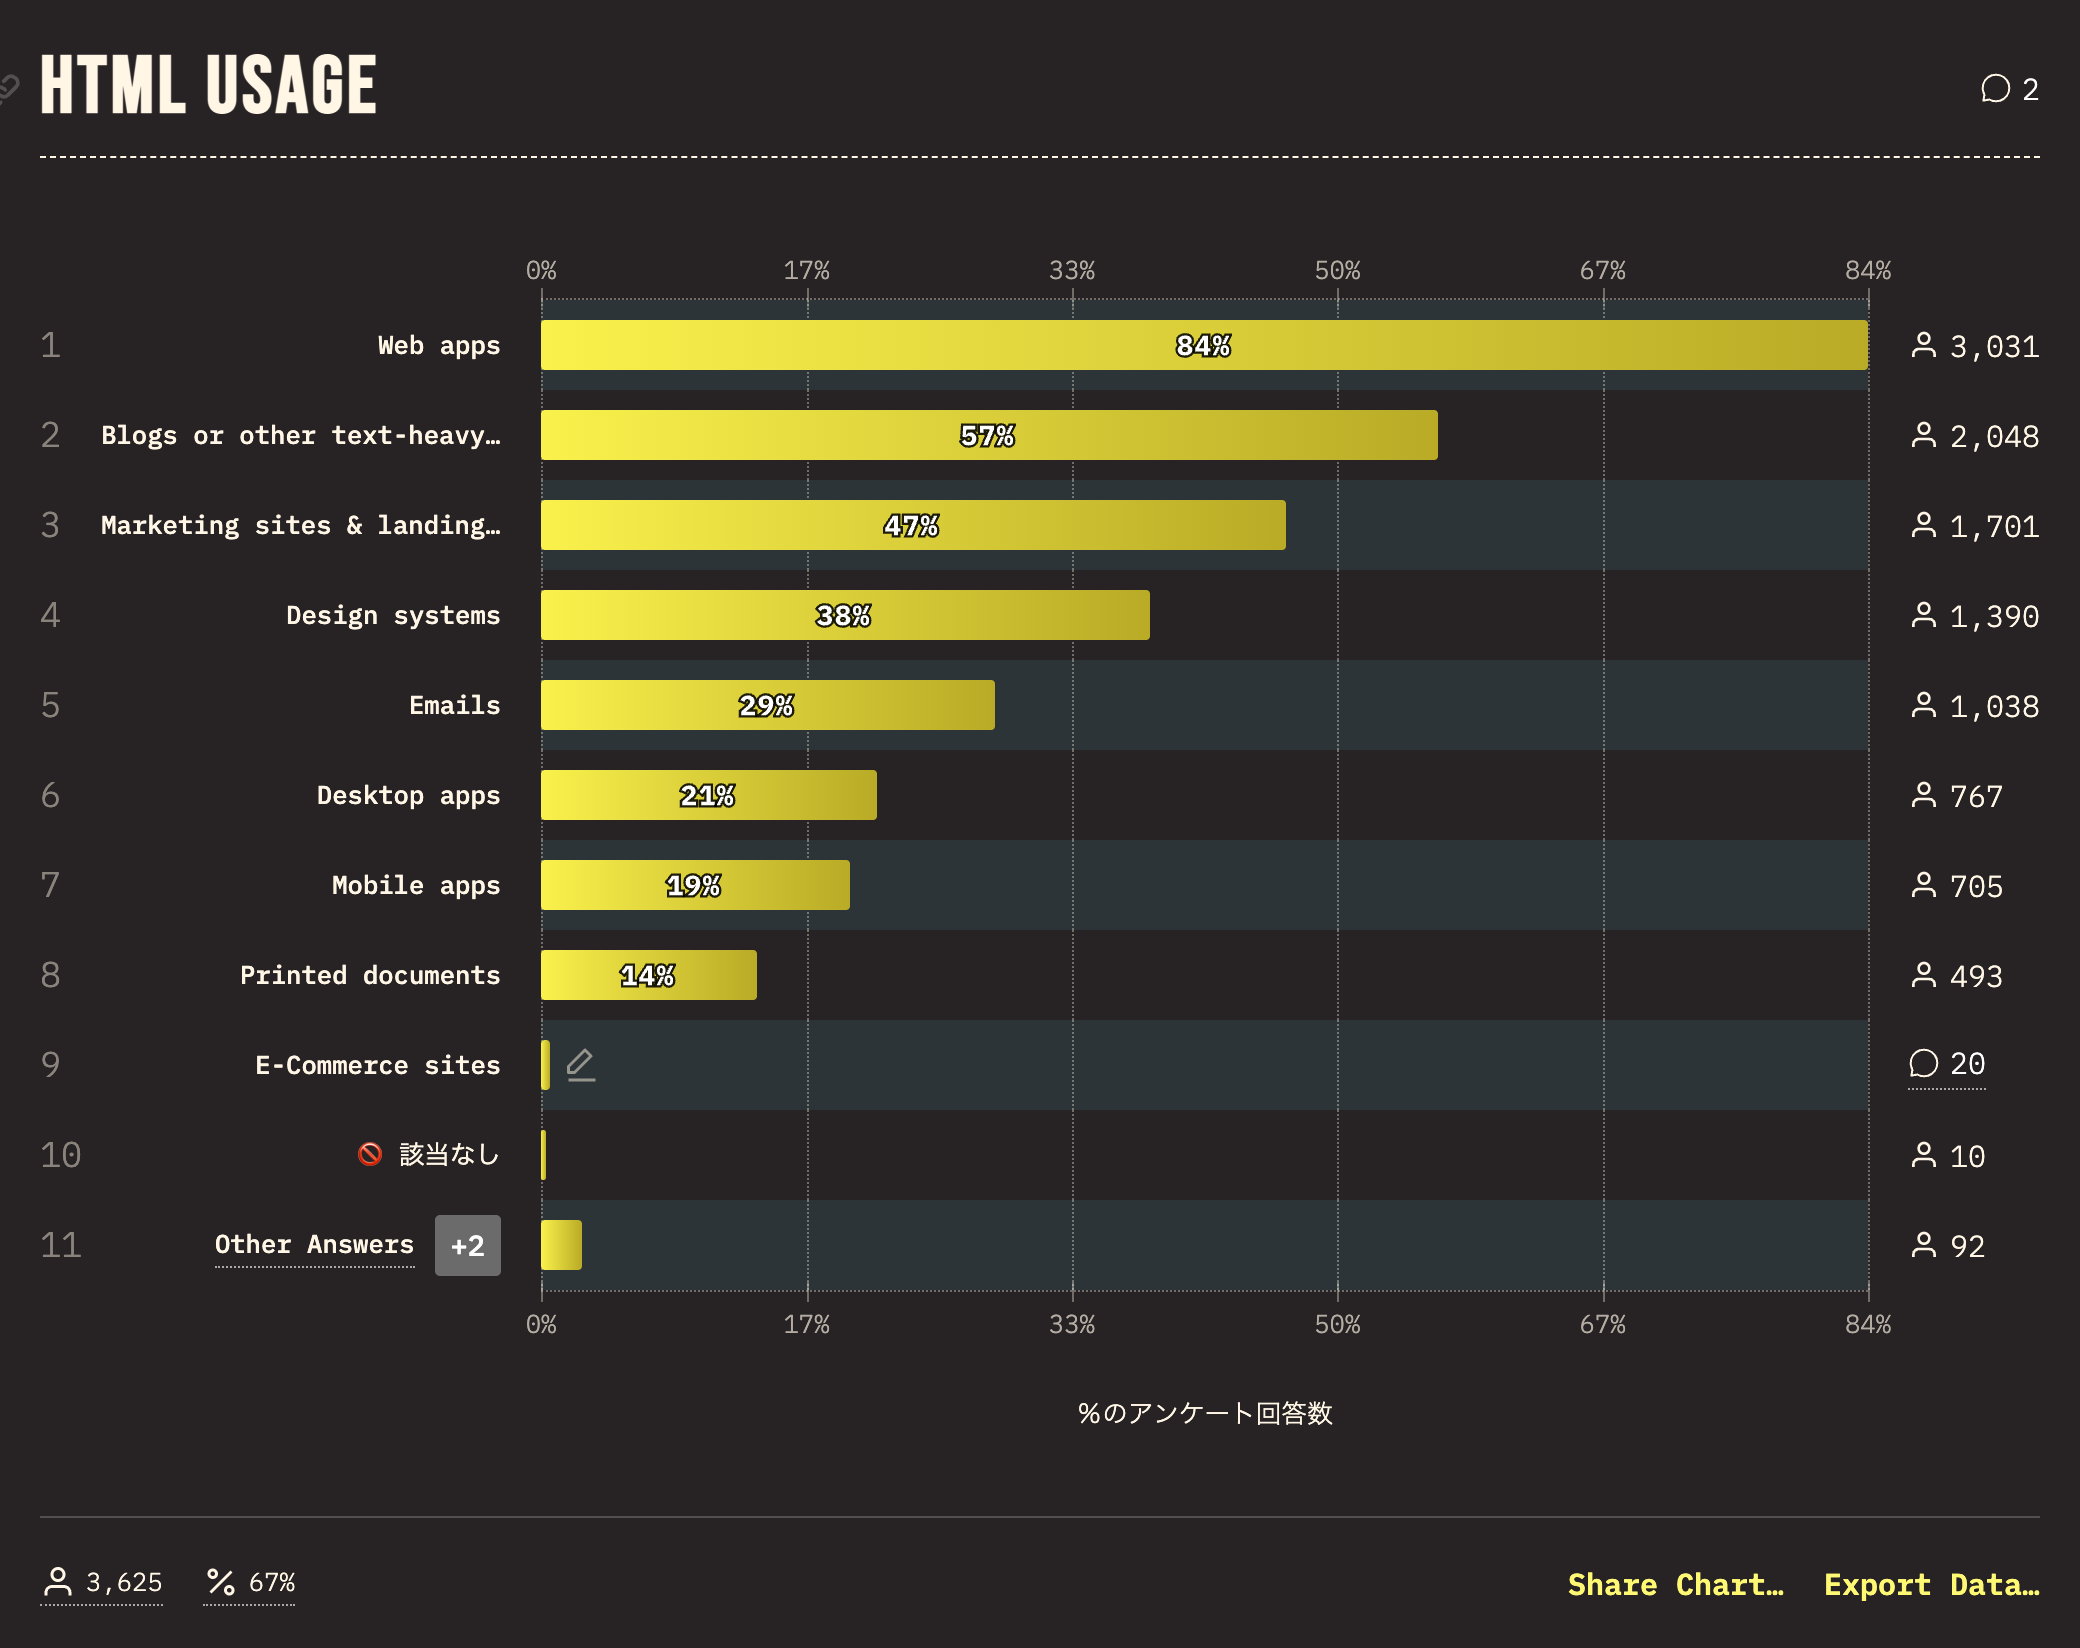 HTML USAGE
2
0% 17% 33% 50% 67% 84%
1 Web apps 84% 3,031
2 Blogs or other text-heavy… 57% 2,048
3 Marketing sites & landing… 47% 1,701
4 Design systems 38% 1,390
5 Emails 29% 1,038
6 Desktop apps 21% 767
7 Mobile apps 19% 705
8 Printed documents 14% 493
9 E-Commerce sites 20
10 🚫 該当なし 10
11 Other Answers +2 92
0% 17% 33% 50% 67% 84%
%のアンケート回答数
3,625 67% Share Chart… Export Data…